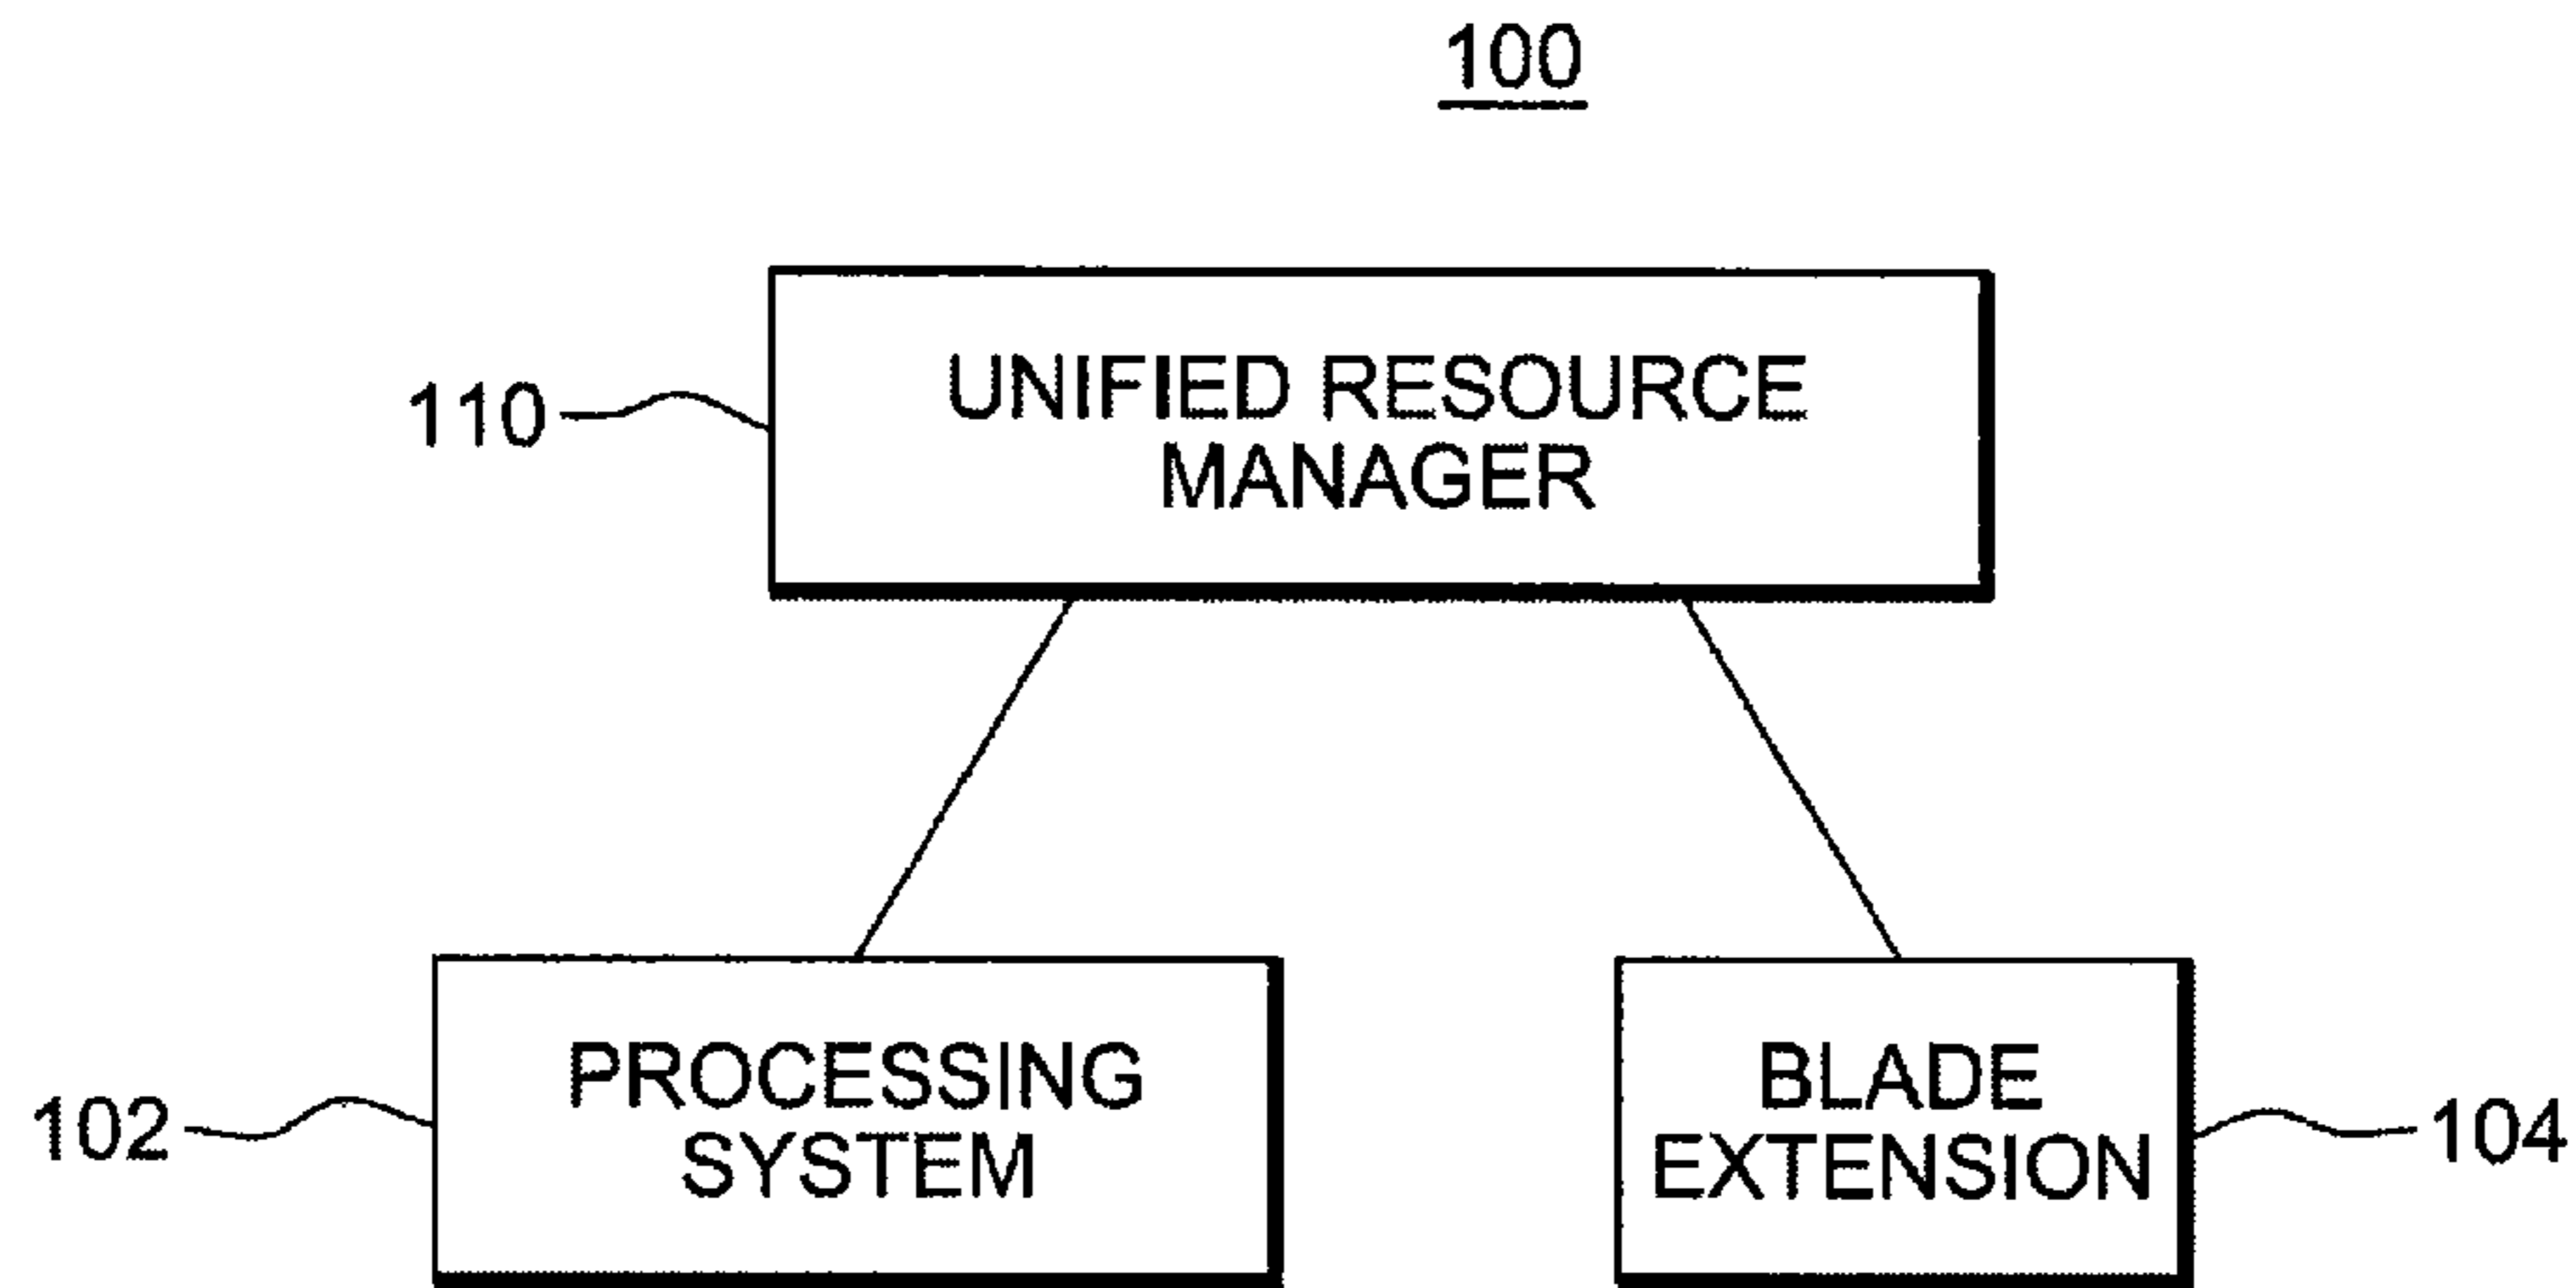 100
110
UNIFIED RESOURCE
MANAGER
102
PROCESSING
SYSTEM
BLADE
EXTENSION
104